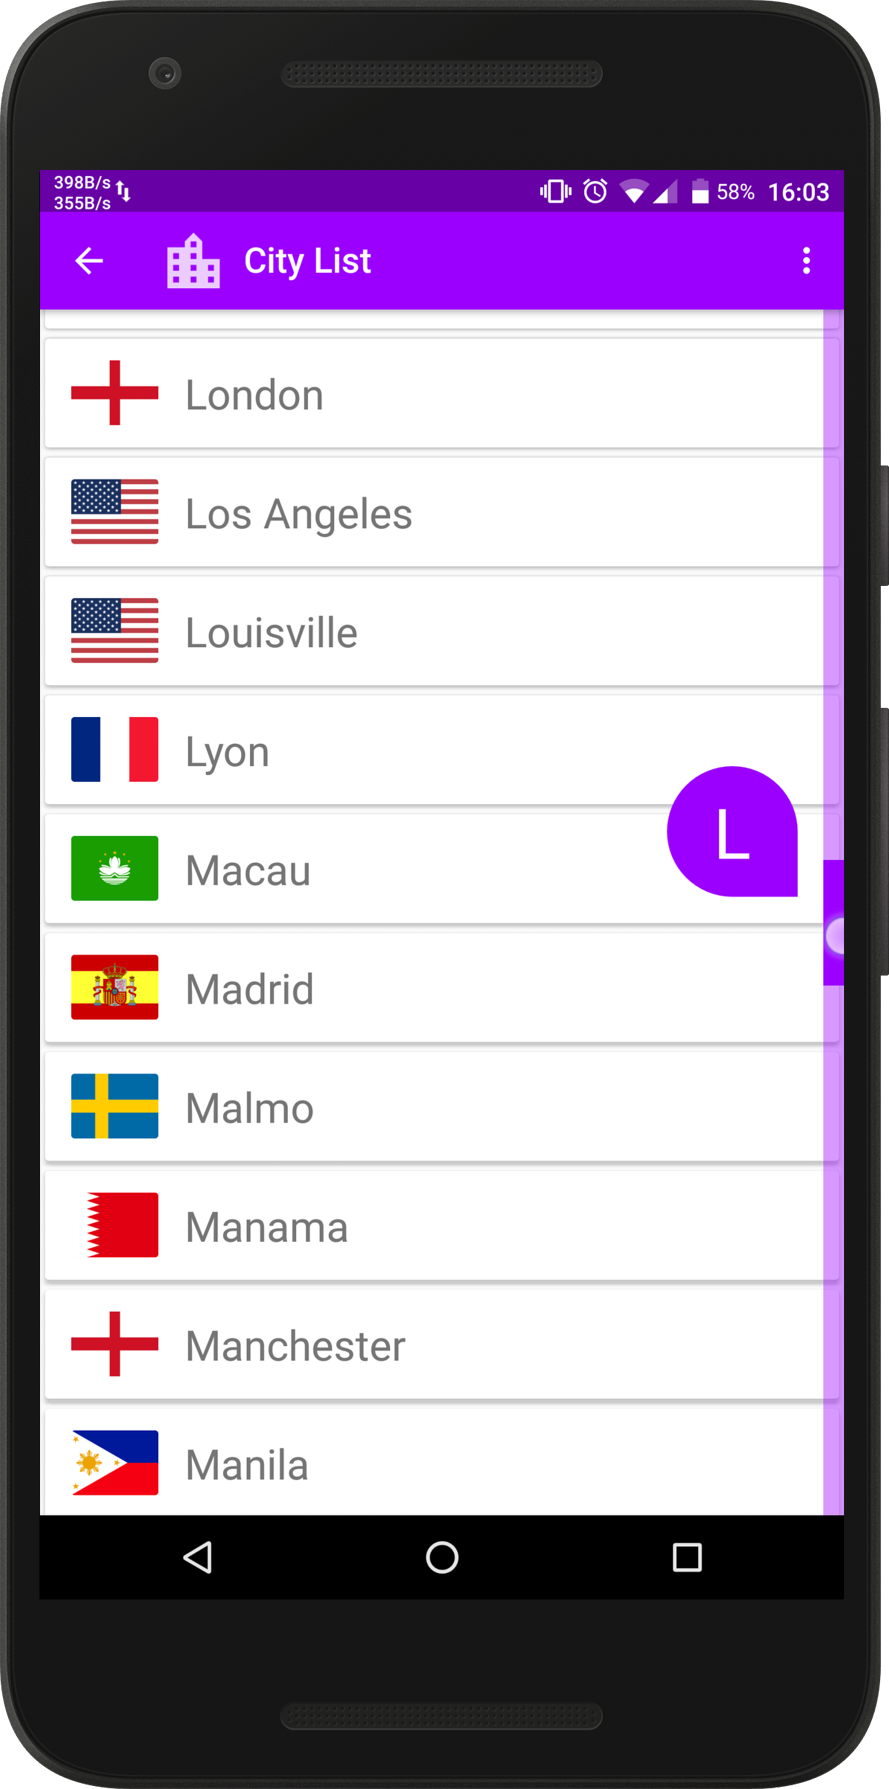 398B/s
355B/s
58% 16:03
City List
London
Los Angeles
Louisville
Lyon
L
Macau
Madrid
Malmo
Manama
Manchester
Manila